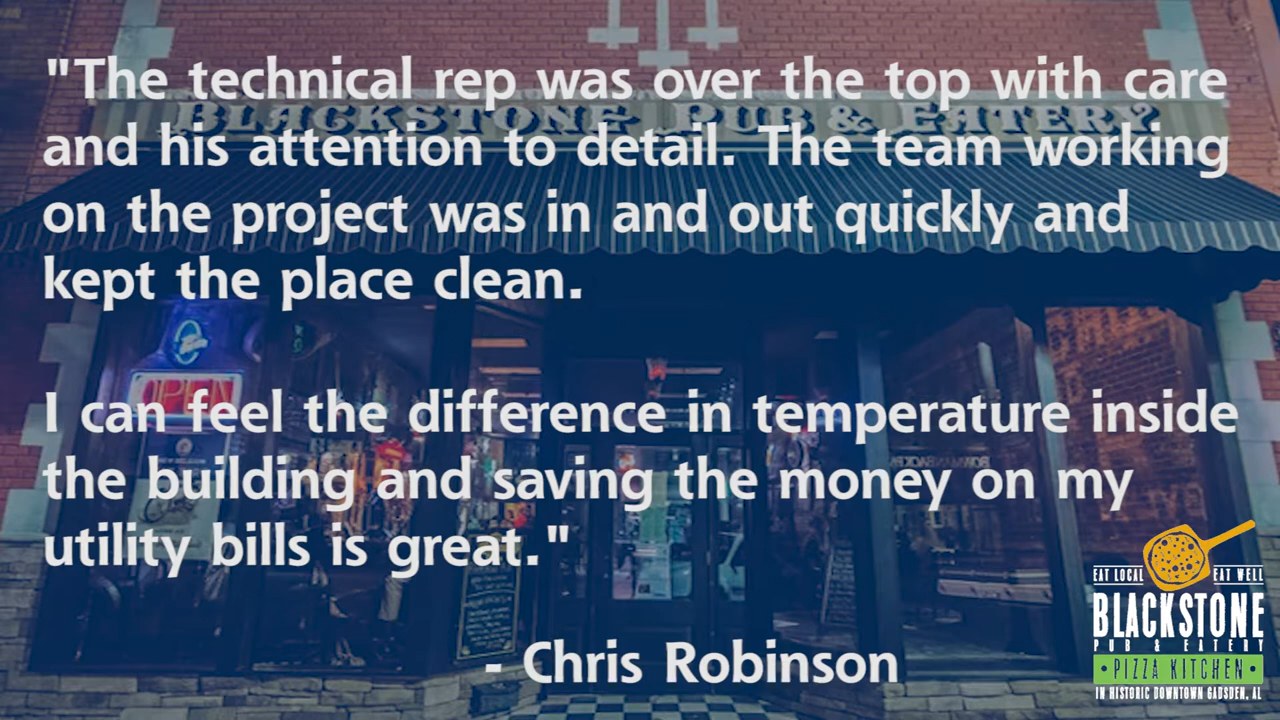 BLACKSTONE PUB & EATERY
"The technical rep was over the top with care
and his attention to detail. The team working
on the project was in and out quickly and
kept the place clean.
I can feel the difference in temperature inside
the building and saving the money on my
utility bills is great."
- Chris Robinson
OPEN
EAT LOCAL EAT WELL
BLACKSTONE
PUB & EATERY
• PIZZA KITCHEN •
IN HISTORIC DOWNTOWN GADSDEN, AL